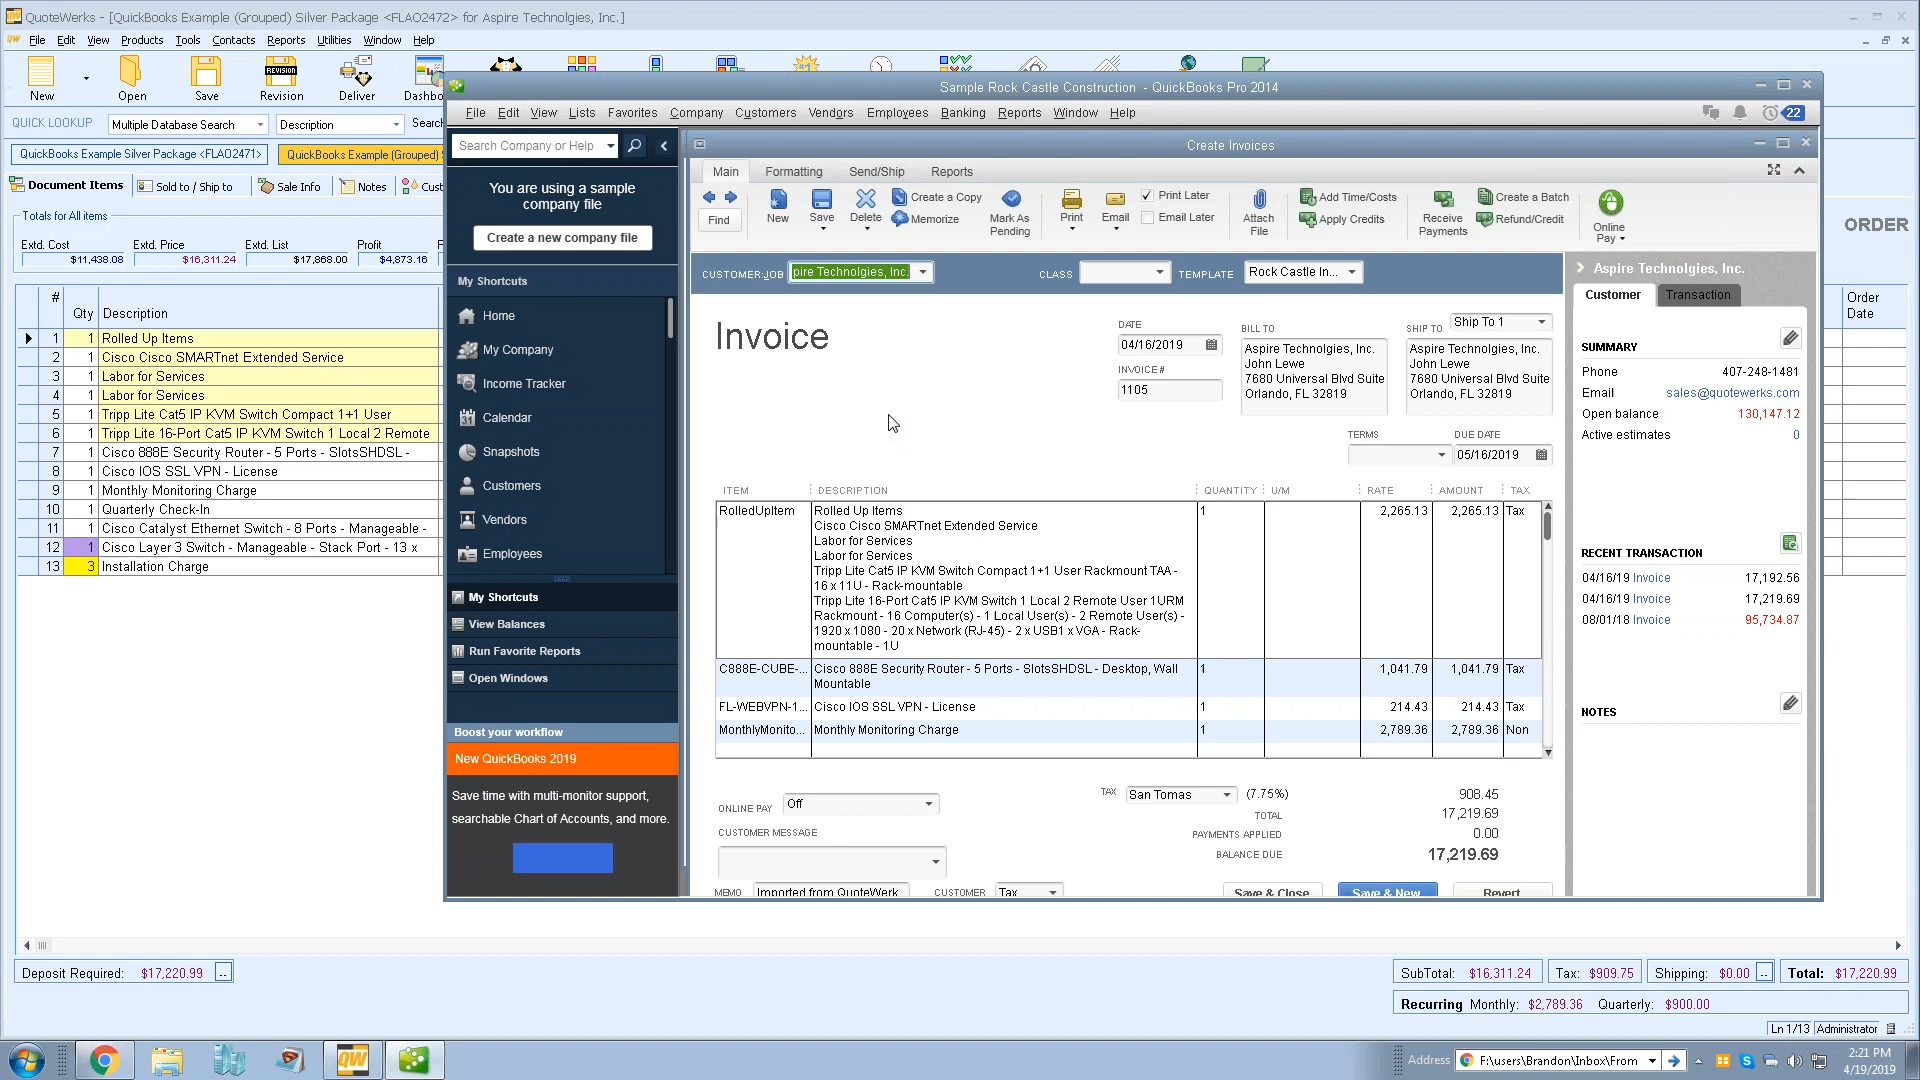 QuoteWerks - [QuickBooks Example (Grouped) Silver Package <FLAO2472> for Aspire Technolgies, Inc. ]
File Edit View Products Tools Contacts Reports Utilities Window Help
New Open Save Revision Deliver
REVISION
QUICK LOOKUP Multiple Database Search Description
QuickBooks Example Silver Package <FLAO2471> QuickBooks Example (Grouped)
Document Items Sold to / Ship to Sale Info Notes
Totals for All items
Extd. Cost Extd. Price Extd. List Profit
$11,438.08 $16,311.24 $17,868.00 $4,873.16
# Qty Description
1 1 Rolled Up Items
2 1 Cisco Cisco SMARTnet Extended Service
3 1 Labor for Services
4 1 Labor for Services
5 1 Tripp Lite Cat5 IP KVM Switch Compact 1+1 User
6 1 Tripp Lite 16-Port Cat5 IP KVM Switch 1 Local 2 Remote
7 1 Cisco 888E Security Router - 5 Ports - SlotsSHDSL -
8 1 Cisco IOS SSL VPN - License
9 1 Monthly Monitoring Charge
10 1 Quarterly Check-In
11 1 Cisco Catalyst Ethernet Switch - 8 Ports - Manageable -
12 1 Cisco Layer 3 Switch - Manageable - Stack Port - 13 x
13 3 Installation Charge
ORDER
Order
Date
Sample Rock Castle Construction - QuickBooks Pro 2014
File Edit View Lists Favorites Company Customers Vendors Employees Banking Reports Window Help
22
Search Company or Help
You are using a sample
company file
Create a new company file
My Shortcuts
Home
My Company
Income Tracker
Calendar
Snapshots
Customers
Vendors
Employees
My Shortcuts
View Balances
Run Favorite Reports
Open Windows
Boost your workflow
New QuickBooks 2019
Save time with multi-monitor support,
searchable Chart of Accounts, and more.
Create Invoices
Main Formatting Send/Ship Reports
Find New Save Delete Create a Copy Memorize Mark As Pending Print Email Print Later Email Later Attach File Add Time/Costs Apply Credits Receive Payments Create a Batch Refund/Credit Online Pay
CUSTOMER:JOB pire Technolgies, Inc. CLASS TEMPLATE Rock Castle In...
Invoice
DATE
04/16/2019
INVOICE #
1105
BILL TO
Aspire Technolgies, Inc.
John Lewe
7680 Universal Blvd Suite
Orlando, FL 32819
SHIP TO Ship To 1
Aspire Technolgies, Inc.
John Lewe
7680 Universal Blvd Suite
Orlando, FL 32819
TERMS DUE DATE
05/16/2019
ITEM DESCRIPTION QUANTITY U/M RATE AMOUNT TAX
RolledUpItem Rolled Up Items 1 2,265.13 2,265.13 Tax
Cisco Cisco SMARTnet Extended Service
Labor for Services
Labor for Services
Tripp Lite Cat5 IP KVM Switch Compact 1+1 User Rackmount TAA -
16 x 11U - Rack-mountable
Tripp Lite 16-Port Cat5 IP KVM Switch 1 Local 2 Remote User 1URM
Rackmount - 16 Computer(s) - 1 Local User(s) - 2 Remote User(s) -
1920 x 1080 - 20 x Network (RJ-45) - 2 x USB1 x VGA - Rack-
mountable - 1U
C888E-CUBE-... Cisco 888E Security Router - 5 Ports - SlotsSHDSL - Desktop, Wall 1 1,041.79 1,041.79 Tax
Mountable
FL-WEBVPN-1... Cisco IOS SSL VPN - License 1 214.43 214.43 Tax
MonthlyMonito... Monthly Monitoring Charge 1 2,789.36 2,789.36 Non
ONLINE PAY Off
CUSTOMER MESSAGE
TAX San Tomas (7.75%) 908.45
TOTAL 17,219.69
PAYMENTS APPLIED 0.00
BALANCE DUE 17,219.69
MEMO Imported from QuoteWerk CUSTOMER Tax Save & Close Save & New Revert
Aspire Technolgies, Inc.
Customer Transaction
SUMMARY
Phone 407-248-1481
Email sales@quotewerks.com
Open balance 130,147.12
Active estimates 0
RECENT TRANSACTION
04/16/19 Invoice 17,192.56
04/16/19 Invoice 17,219.69
08/01/18 Invoice 95,734.87
NOTES
Deposit Required: $17,220.99 ..
SubTotal: $16,311.24 Tax: $909.75 Shipping: $0.00 .. Total: $17,220.99
Recurring Monthly: $2,789.36 Quarterly: $900.00
Ln 1/13 Administrator
QW
Address F:\users\Brandon\Inbox\From
2:21 PM
4/19/2019